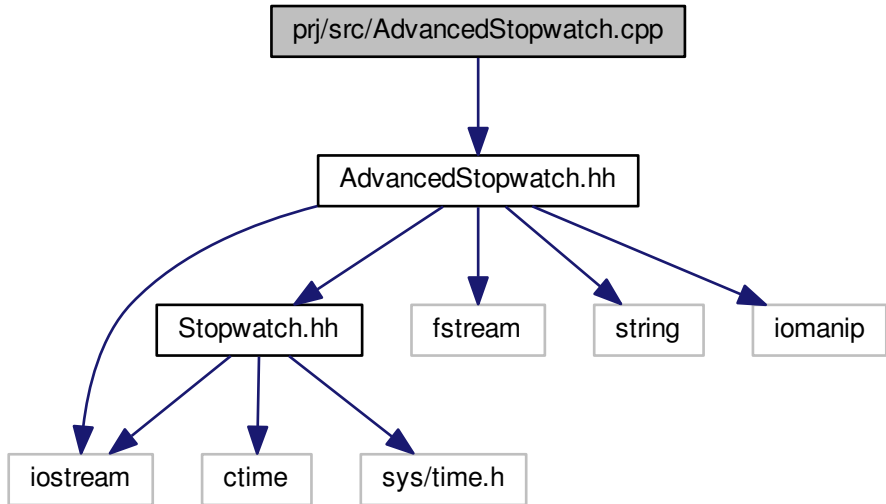 prj/src/AdvancedStopwatch.cpp
AdvancedStopwatch.hh
Stopwatch.hh
fstream
string
iomanip
iostream
ctime
sys/time.h